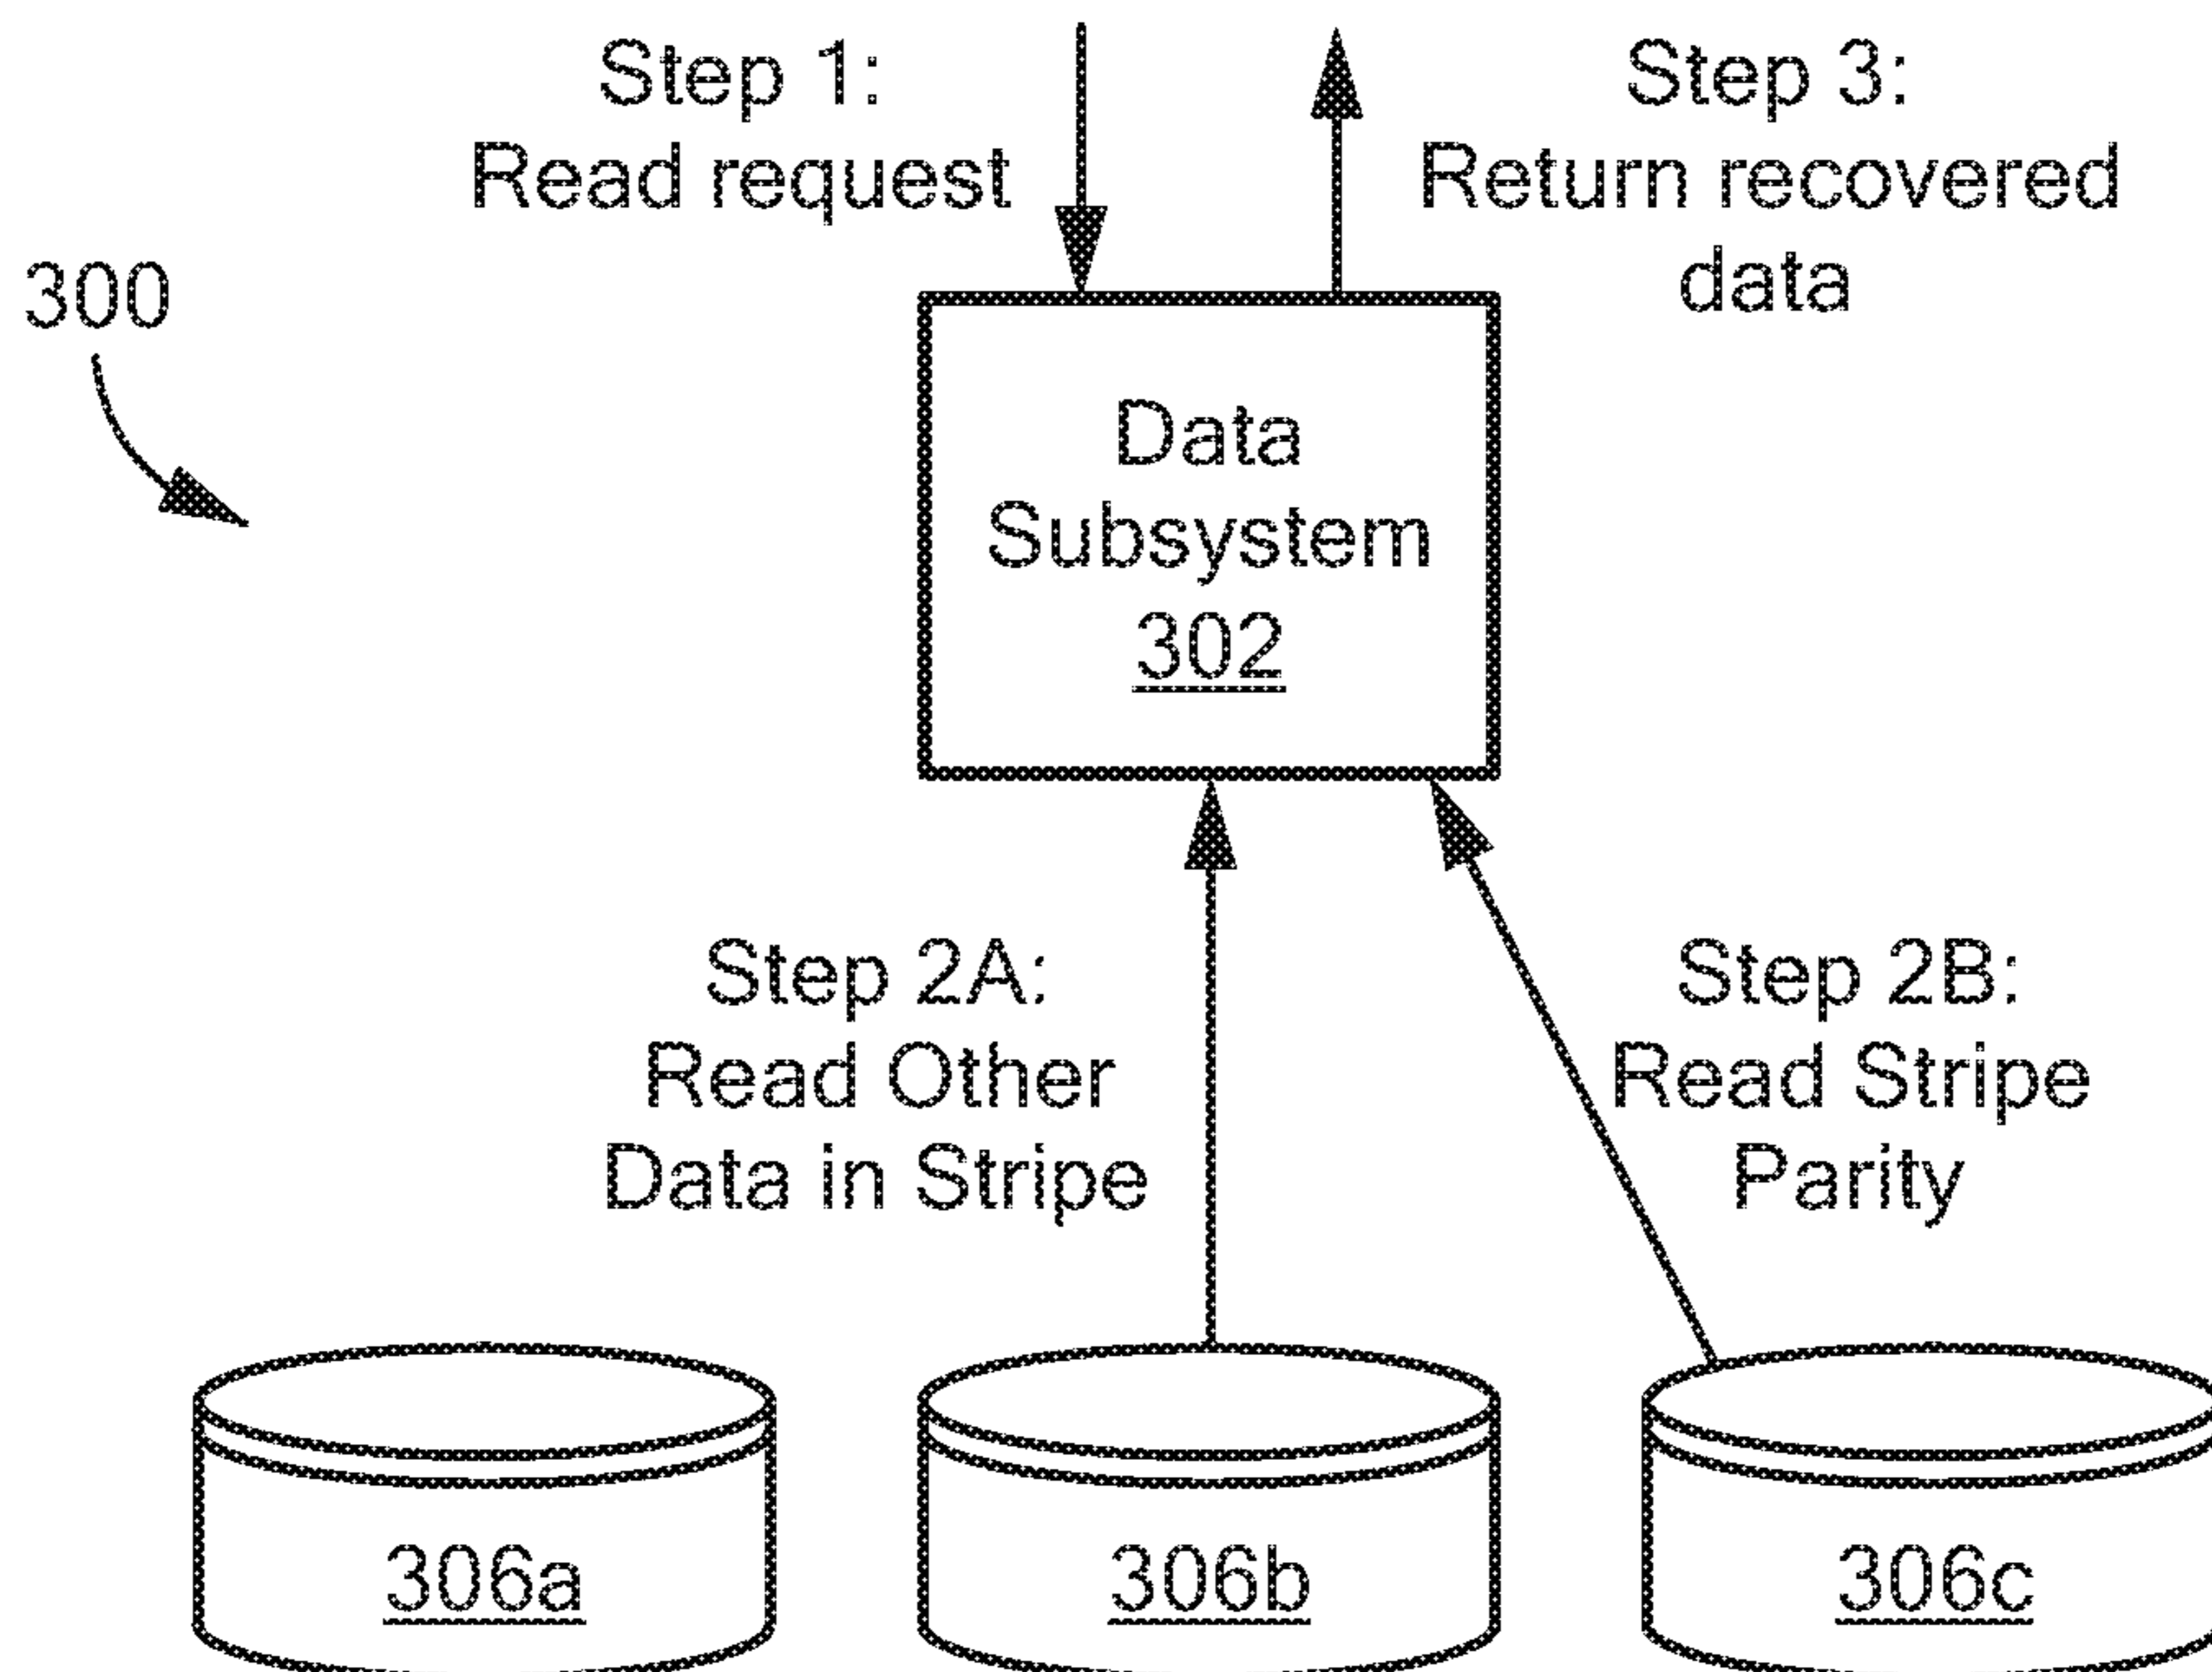 Step 1:
Read request
Step 3:
Return recovered
data
300
Data
Subsystem
302
Step 2A:
Read Other
Data in Stripe
Step 2B:
Read Stripe
Parity
306a
306b
306c